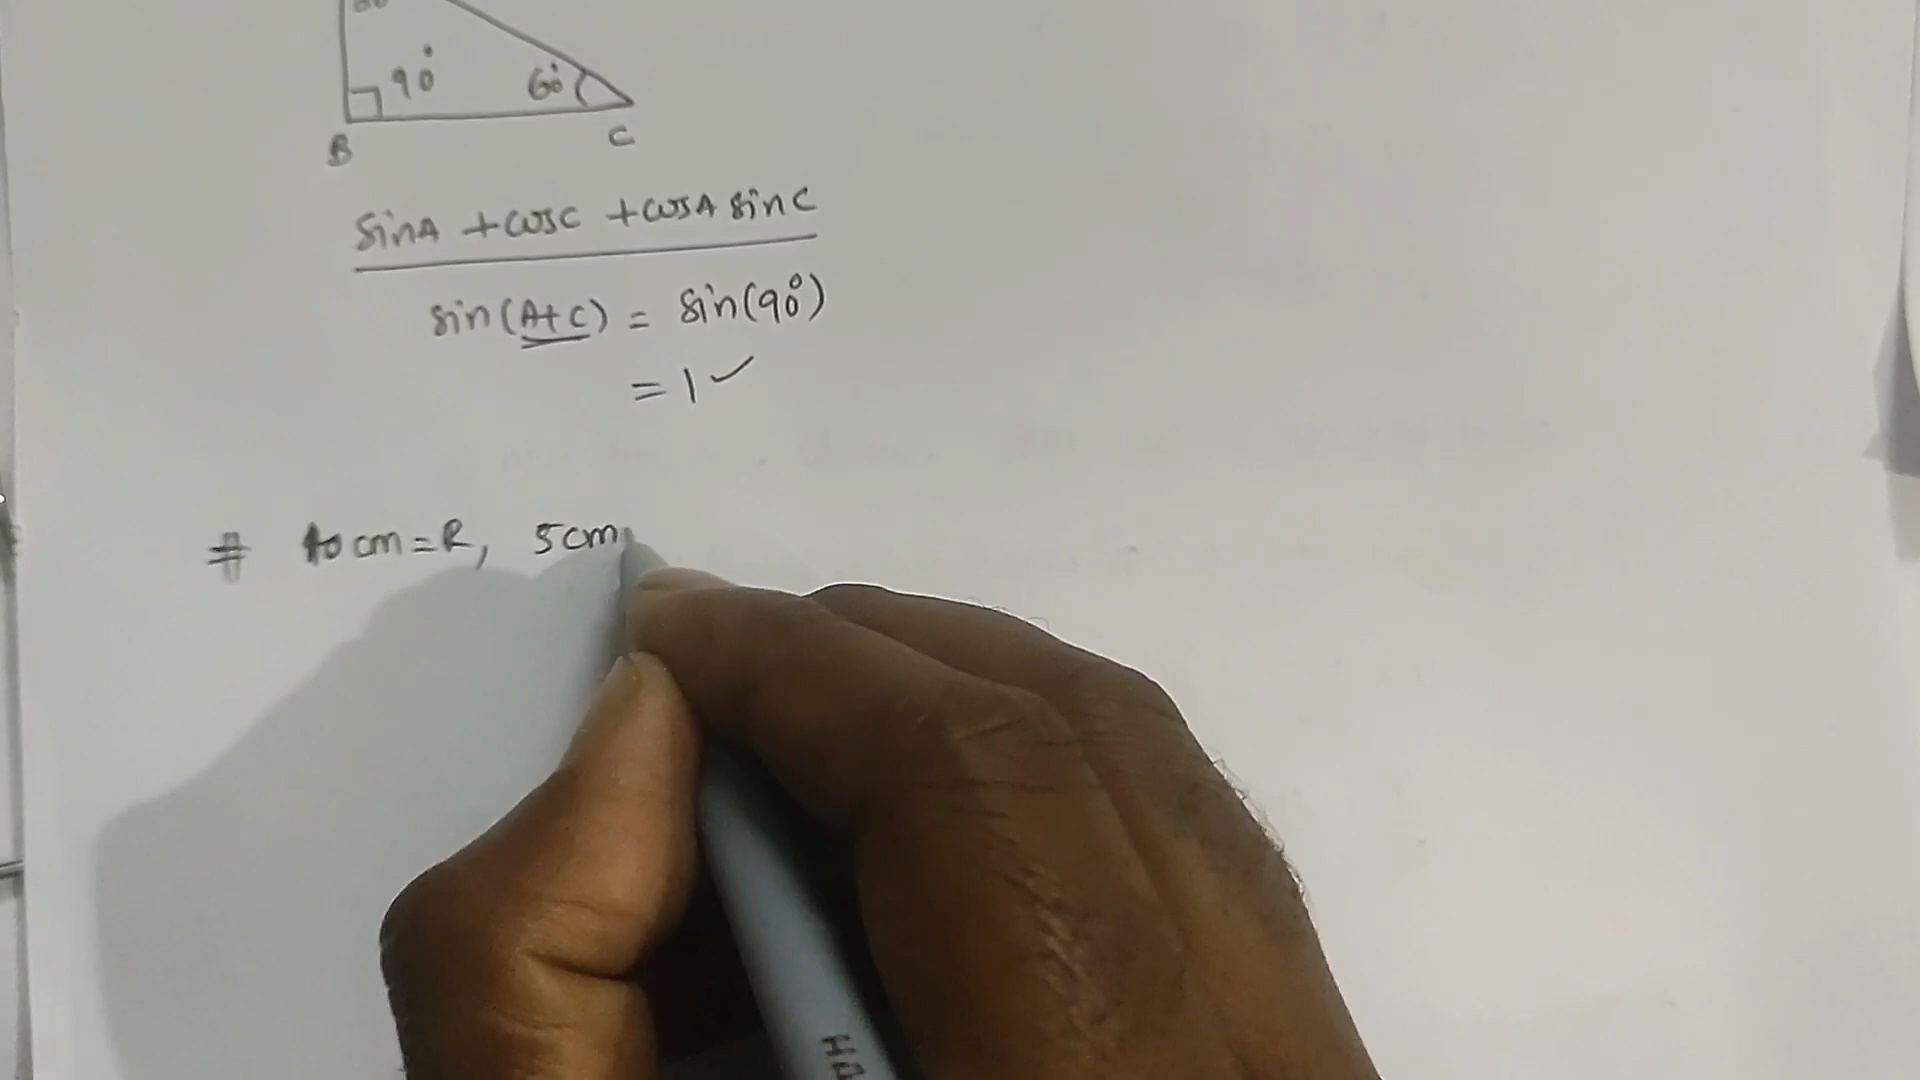 90° 60°
B C
sinA + cosC + cosA sinC
sin(A+C) = sin(90°)
= 1 ✓
# 10 cm = R, 5cm